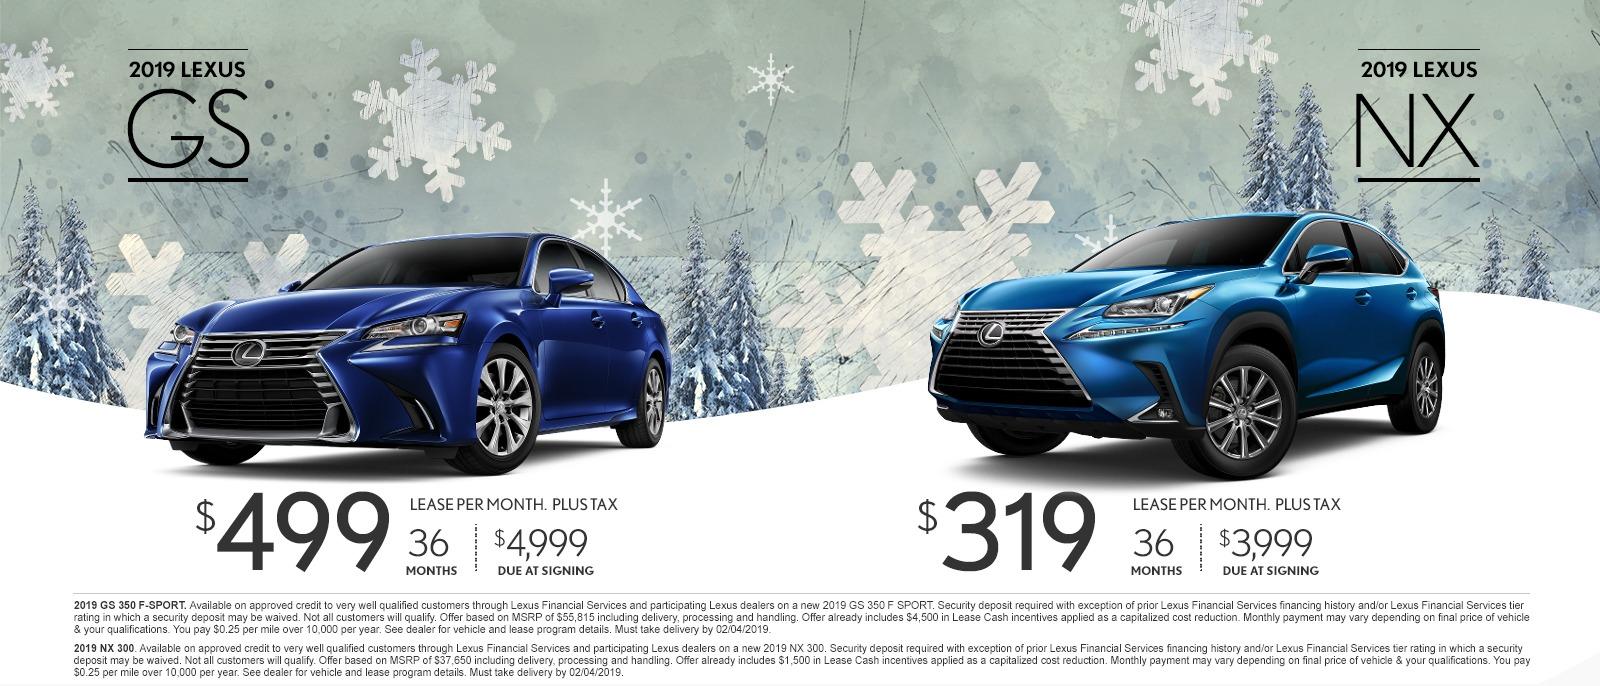 2019 LEXUS
GS
2019 LEXUS
NX
$499
LEASE PER MONTH. PLUS TAX
36
MONTHS
$4,999
DUE AT SIGNING
$319
LEASE PER MONTH. PLUS TAX
36
MONTHS
$3,999
DUE AT SIGNING
2019 GS 350 F-SPORT. Available on approved credit to very well qualified customers through Lexus Financial Services and participating Lexus dealers on a new 2019 GS 350 F SPORT. Security deposit required with exception of prior Lexus Financial Services financing history and/or Lexus Financial Services tier
rating in which a security deposit may be waived. Not all customers will qualify. Offer based on MSRP of $55,815 including delivery, processing and handling. Offer already includes $4,500 in Lease Cash incentives applied as a capitalized cost reduction. Monthly payment may vary depending on final price of vehicle
& your qualifications. You pay $0.25 per mile over 10,000 per year. See dealer for vehicle and lease program details. Must take delivery by 02/04/2019.
2019 NX 300. Available on approved credit to very well qualified customers through Lexus Financial Services and participating Lexus dealers on a new 2019 NX 300. Security deposit required with exception of prior Lexus Financial Services financing history and/or Lexus Financial Services tier rating in which a security
deposit may be waived. Not all customers will qualify. Offer based on MSRP of $37,650 including delivery, processing and handling. Offer already includes $1,500 in Lease Cash incentives applied as a capitalized cost reduction. Monthly payment may vary depending on final price of vehicle & your qualifications. You pay
$0.25 per mile over 10,000 per year. See dealer for vehicle and lease program details. Must take delivery by 02/04/2019.